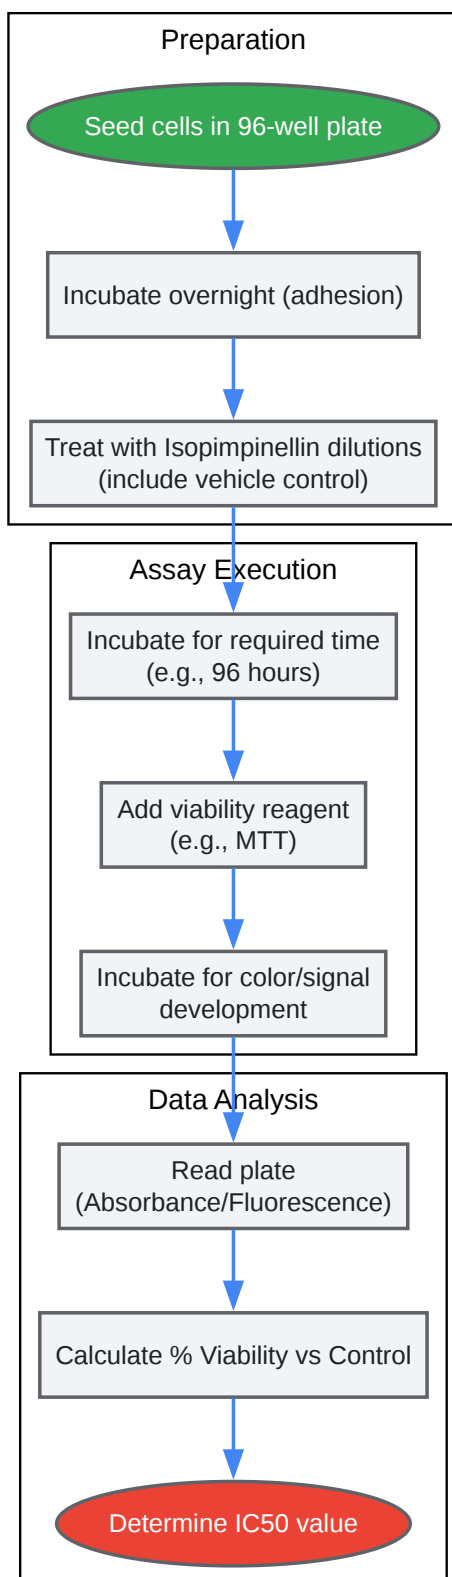 Preparation
Seed cells in 96-well plate
Incubate overnight (adhesion)
Treat with Isopimpinellin dilutions
(include vehicle control)
Assay Execution
Incubate for required time
(e.g., 96 hours)
Add viability reagent
(e.g., MTT)
Incubate for color/signal
development
Data Analysis
Read plate
(Absorbance/Fluorescence)
Calculate % Viability vs Control
Determine IC50 value